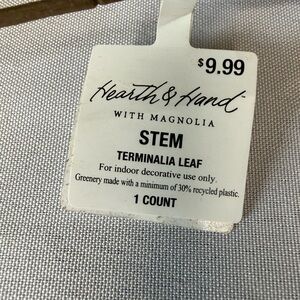 $9.99
Hearth & Hand
WITH MAGNOLIA
STEM
TERMINALIA LEAF
For indoor decorative use only.
Greenery made with a minimum of 30% recycled plastic.
1 COUNT